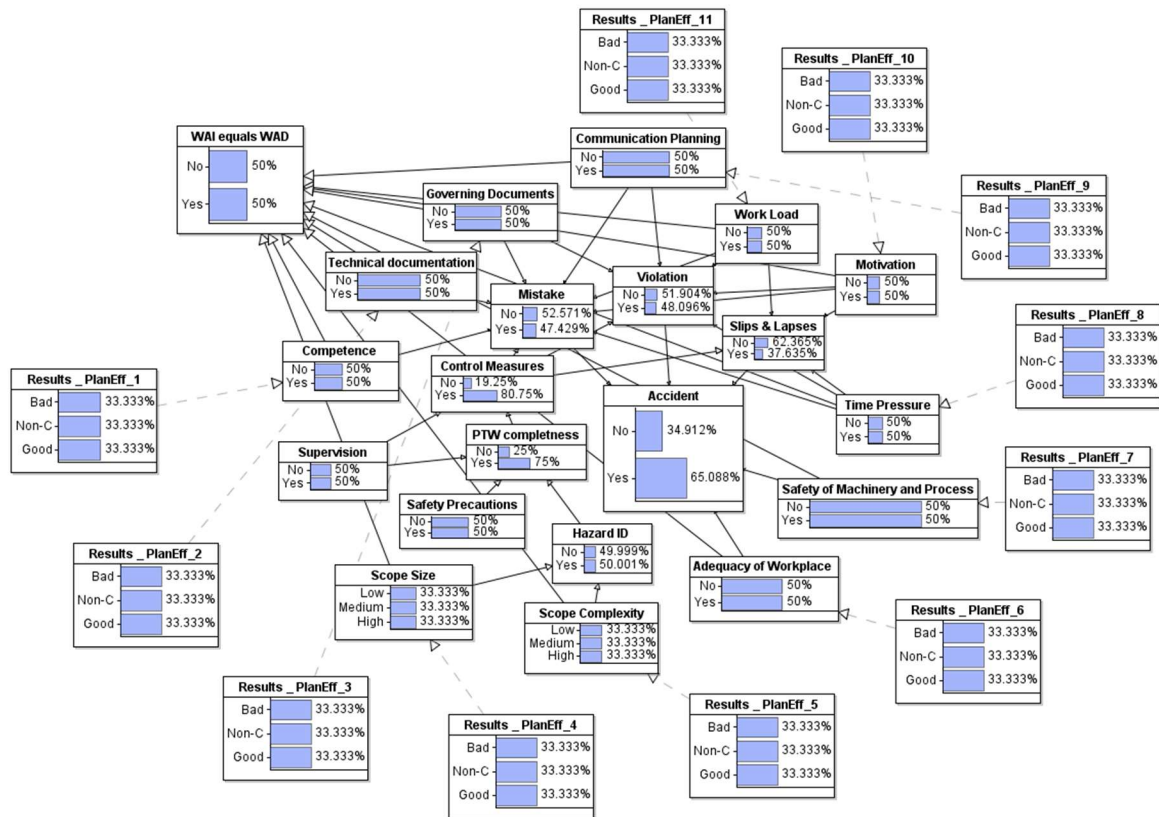 Results _ PlanEff_11
Bad 33.333%
Non-C 33.333%
Good 33.333%
Results _ PlanEff_10
Bad 33.333%
Non-C 33.333%
Good 33.333%
WAI equals WAD
No 50%
Yes 50%
Communication Planning
No 50%
Yes 50%
Results _ PlanEff_9
Bad 33.333%
Non-C 33.333%
Good 33.333%
Governing Documents
No 50%
Yes 50%
Work Load
No 50%
Yes 50%
Technical documentation
No 50%
Yes 50%
Violation
No 51.904%
Yes 48.096%
Motivation
No 50%
Yes 50%
Mistake
No 52.571%
Yes 47.429%
Slips & Lapses
No 62.365%
Yes 37.635%
Results _ PlanEff_8
Bad 33.333%
Non-C 33.333%
Good 33.333%
Competence
No 50%
Yes 50%
Control Measures
No 19.25%
Yes 80.75%
Results _ PlanEff_1
Bad 33.333%
Non-C 33.333%
Good 33.333%
Accident
No 34.912%
Yes 65.088%
Time Pressure
No 50%
Yes 50%
PTW completness
No 25%
Yes 75%
Supervision
No 50%
Yes 50%
Results _ PlanEff_7
Bad 33.333%
Non-C 33.333%
Good 33.333%
Safety of Machinery and Process
No 50%
Yes 50%
Safety Precautions
No 50%
Yes 50%
Hazard ID
No 49.999%
Yes 50.001%
Results _ PlanEff_2
Bad 33.333%
Non-C 33.333%
Good 33.333%
Adequacy of Workplace
No 50%
Yes 50%
Scope Size
Low 33.333%
Medium 33.333%
High 33.333%
Scope Complexity
Low 33.333%
Medium 33.333%
High 33.333%
Results _ PlanEff_6
Bad 33.333%
Non-C 33.333%
Good 33.333%
Results _ PlanEff_3
Bad 33.333%
Non-C 33.333%
Good 33.333%
Results _ PlanEff_4
Bad 33.333%
Non-C 33.333%
Good 33.333%
Results _ PlanEff_5
Bad 33.333%
Non-C 33.333%
Good 33.333%